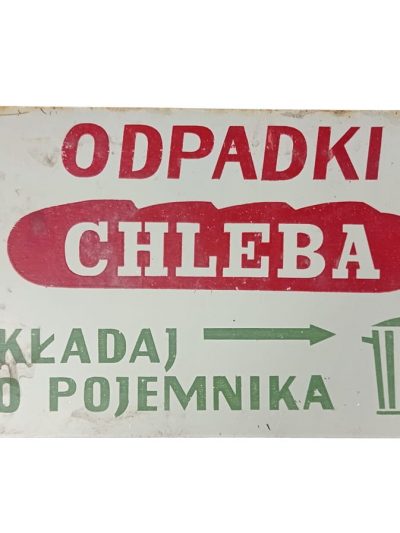 ODPADKI
CHLEBA
KŁADAJ
O POJEMNIKA